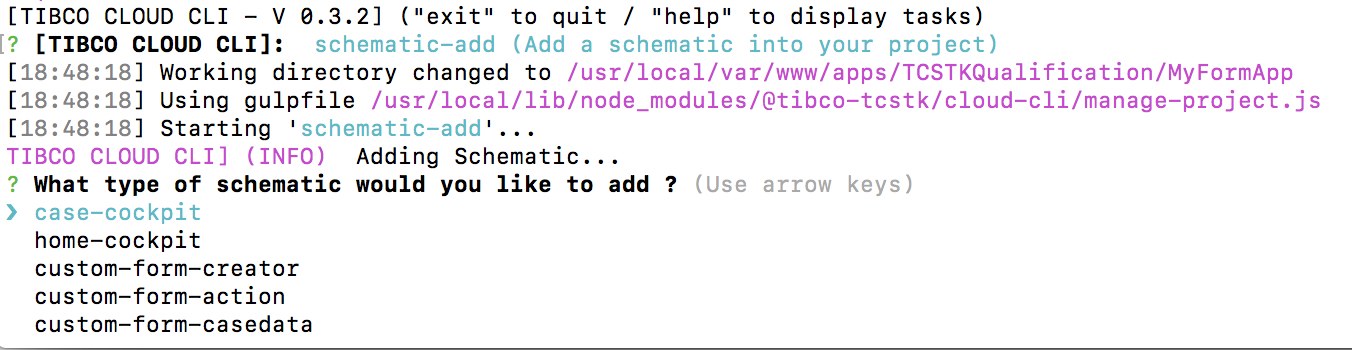 [TIBCO CLOUD CLI - V 0.3.2] ("exit" to quit / "help" to display tasks)
[? [TIBCO CLOUD CLI]:  schematic-add (Add a schematic into your project)
[18:48:18] Working directory changed to /usr/local/var/www/apps/TCSTKQualification/MyFormApp
[18:48:18] Using gulpfile /usr/local/lib/node_modules/@tibco-tcstk/cloud-cli/manage-project.js
[18:48:18] Starting 'schematic-add'...
TIBCO CLOUD CLI] (INFO)  Adding Schematic...
? What type of schematic would you like to add ? (Use arrow keys)
❯ case-cockpit
  home-cockpit
  custom-form-creator
  custom-form-action
  custom-form-casedata